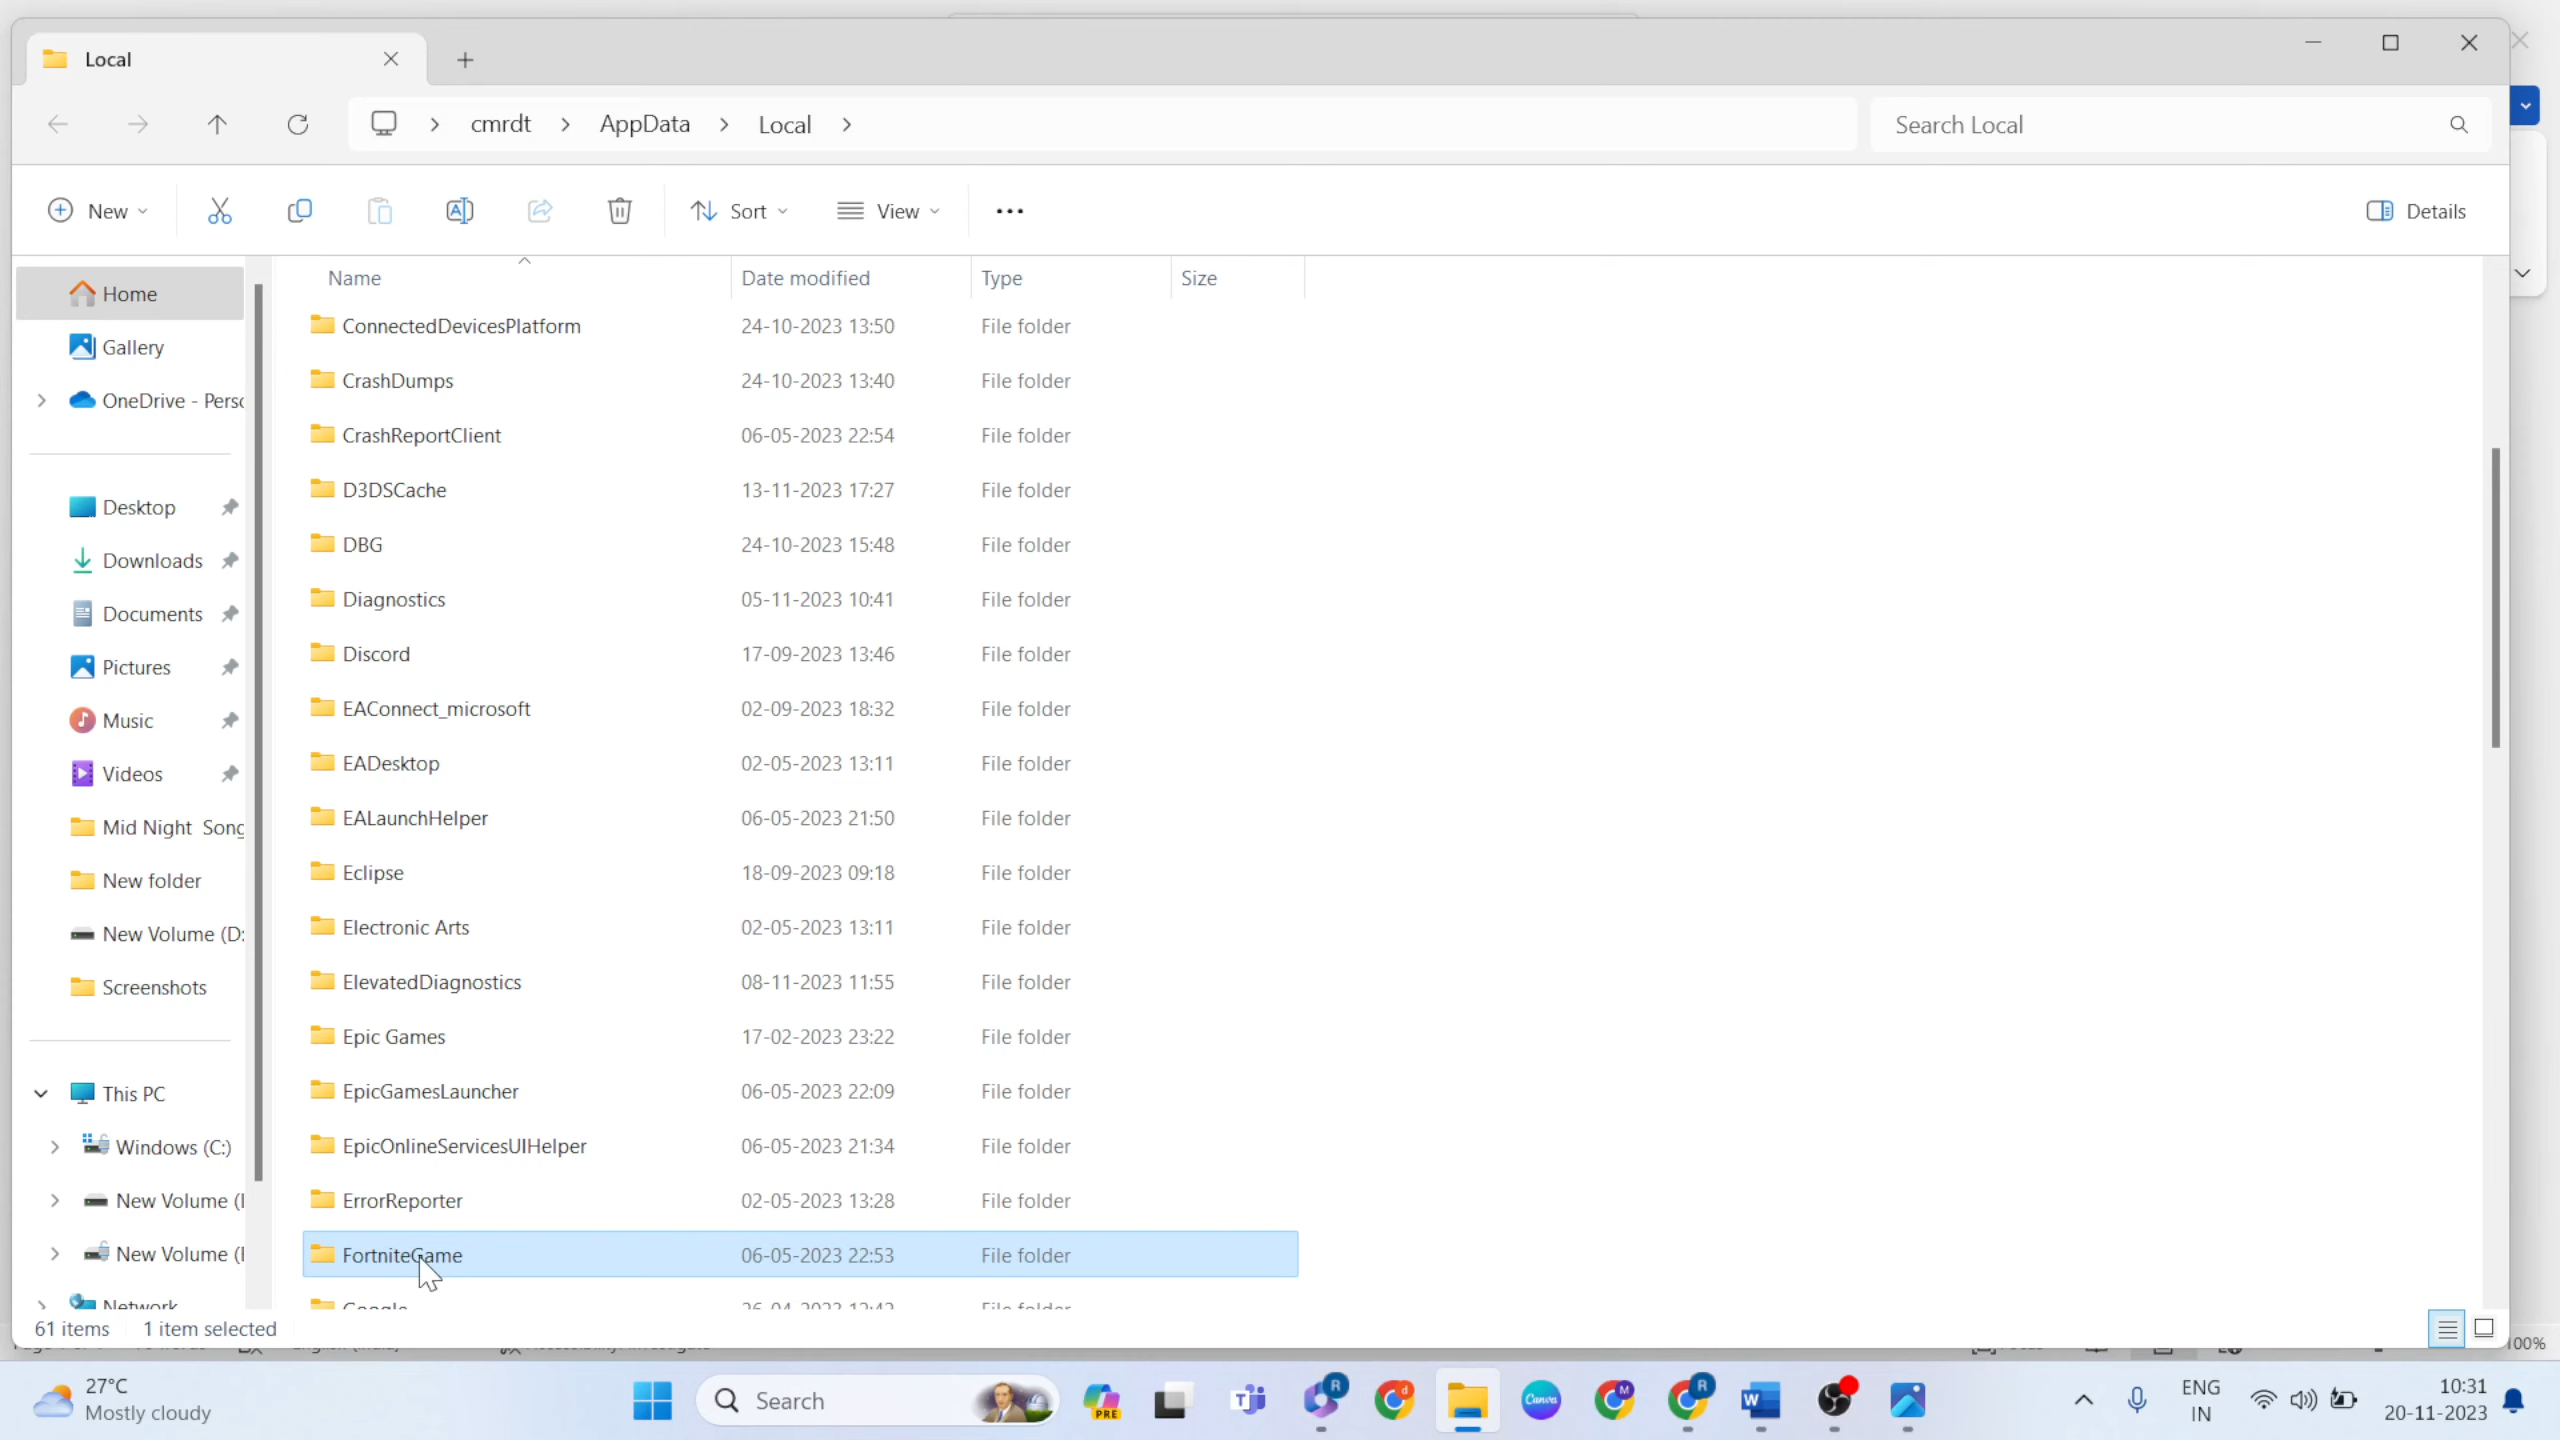 Local
cmrdt > AppData > Local >
Search Local
New
Sort
View
Details
Name
Date modified
Type
Size
Home
Gallery
OneDrive - Perso
Desktop
Downloads
Documents
Pictures
Music
Videos
Mid Night Song
New folder
New Volume (D:
Screenshots
This PC
Windows (C:)
New Volume (
New Volume (
Network
ConnectedDevicesPlatform 24-10-2023 13:50 File folder
CrashDumps 24-10-2023 13:40 File folder
CrashReportClient 06-05-2023 22:54 File folder
D3DSCache 13-11-2023 17:27 File folder
DBG 24-10-2023 15:48 File folder
Diagnostics 05-11-2023 10:41 File folder
Discord 17-09-2023 13:46 File folder
EAConnect_microsoft 02-09-2023 18:32 File folder
EADesktop 02-05-2023 13:11 File folder
EALaunchHelper 06-05-2023 21:50 File folder
Eclipse 18-09-2023 09:18 File folder
Electronic Arts 02-05-2023 13:11 File folder
ElevatedDiagnostics 08-11-2023 11:55 File folder
Epic Games 17-02-2023 23:22 File folder
EpicGamesLauncher 06-05-2023 22:09 File folder
EpicOnlineServicesUIHelper 06-05-2023 21:34 File folder
ErrorReporter 02-05-2023 13:28 File folder
FortniteGame 06-05-2023 22:53 File folder
Google File folder
61 items 1 item selected
100%
27°C
Mostly cloudy
Search
PRE
R
d
Canva
M
R
W
ENG
IN
10:31
20-11-2023